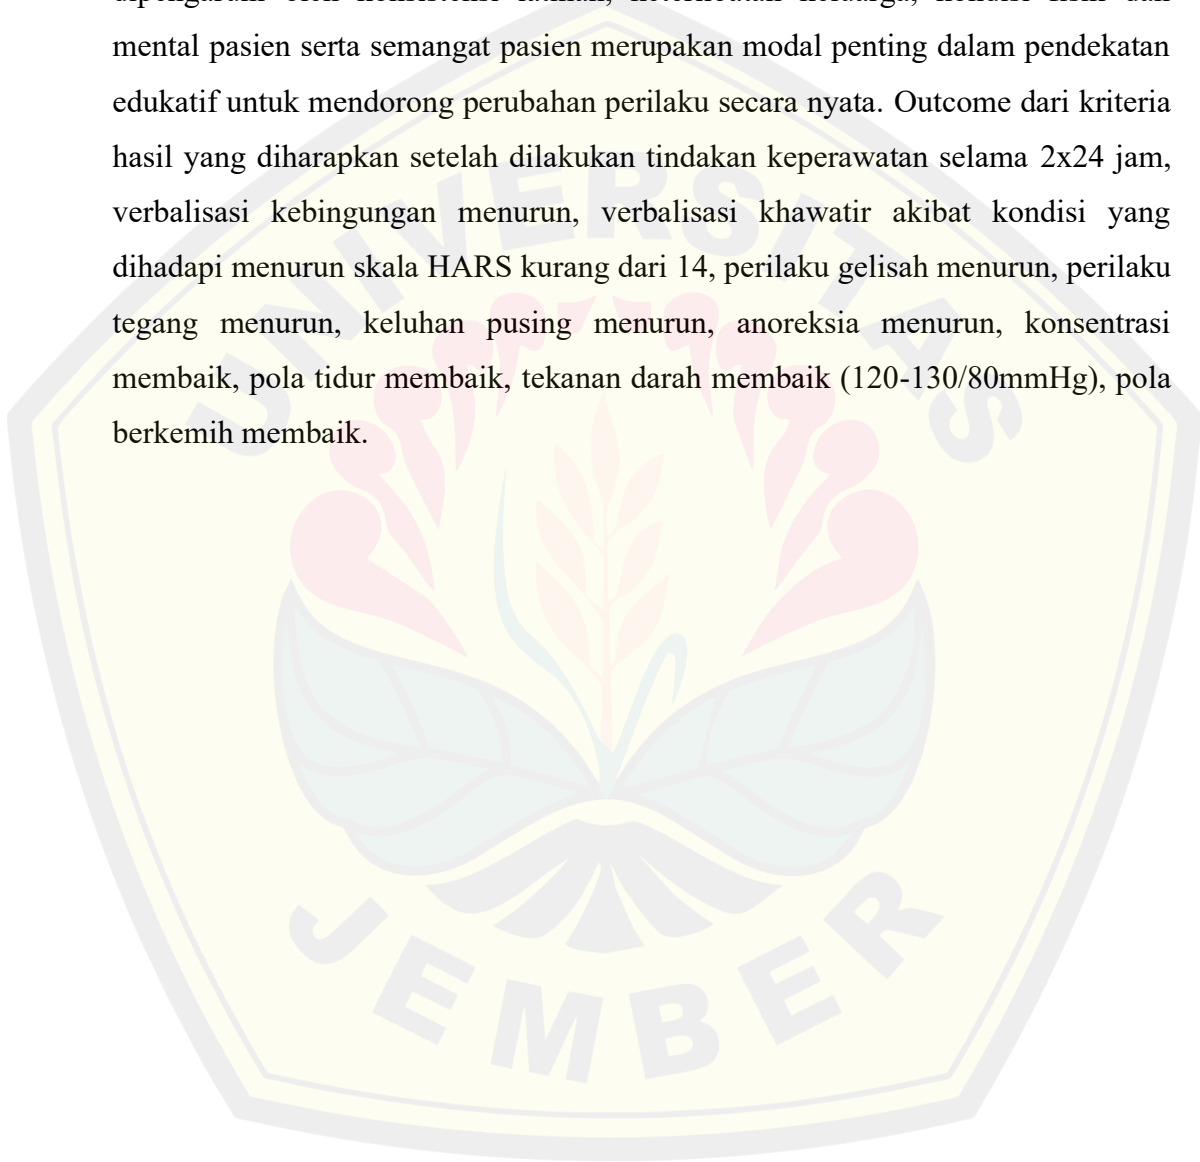 mental pasien serta semangat pasien merupakan modal penting dalam pendekatan
edukatif untuk mendorong perubahan perilaku secara nyata. Outcome dari kriteria
hasil yang diharapkan setelah dilakukan tindakan keperawatan selama 2x24 jam,
verbalisasi kebingungan menurun, verbalisasi khawatir akibat kondisi yang
dihadapi menurun skala HARS kurang dari 14, perilaku gelisah menurun, perilaku
tegang menurun, keluhan pusing menurun, anoreksia menurun, konsentrasi
membaik, pola tidur membaik, tekanan darah membaik (120-130/80mmHg), pola
berkemih membaik.
UNIVERSITAS
JEMBER